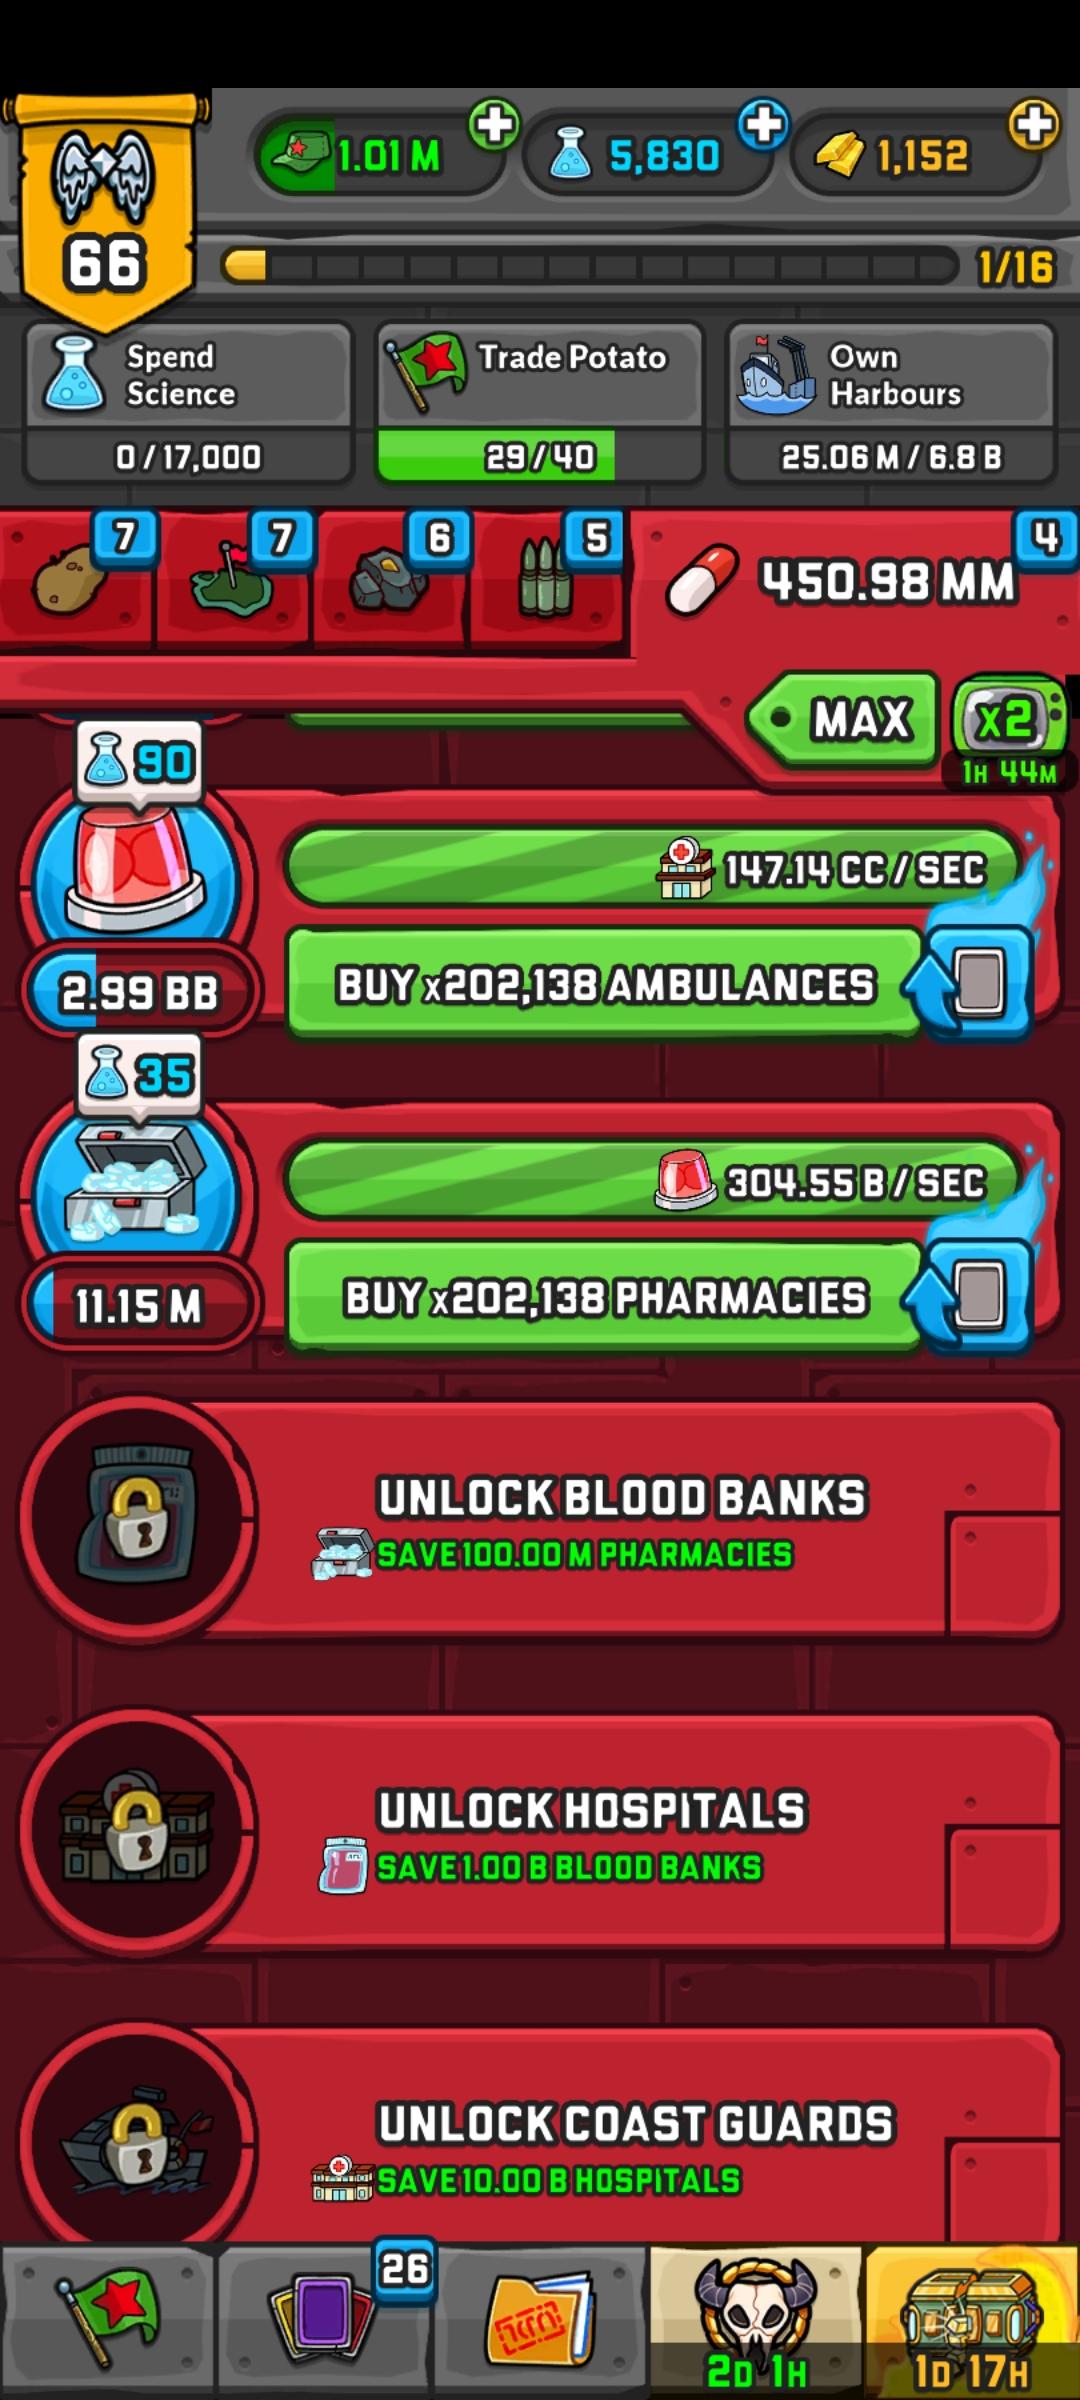 1.01 M
5,830
1,152
66
1/16
Spend
Science
0 / 17,000
Trade Potato
29 / 40
Own
Harbours
25.06 M / 6.8 B
7
7
6
5
4
450.98 MM
MAX
x2
1H 44M
90
147.14 CC / SEC
2.99 BB
BUY x202,138 AMBULANCES
35
304.55 B / SEC
11.15 M
BUY x202,138 PHARMACIES
UNLOCK BLOOD BANKS
SAVE 100.00 M PHARMACIES
UNLOCK HOSPITALS
SAVE 1.00 B BLOOD BANKS
UNLOCK COAST GUARDS
SAVE 10.00 B HOSPITALS
26
2D 1H
1D 17H